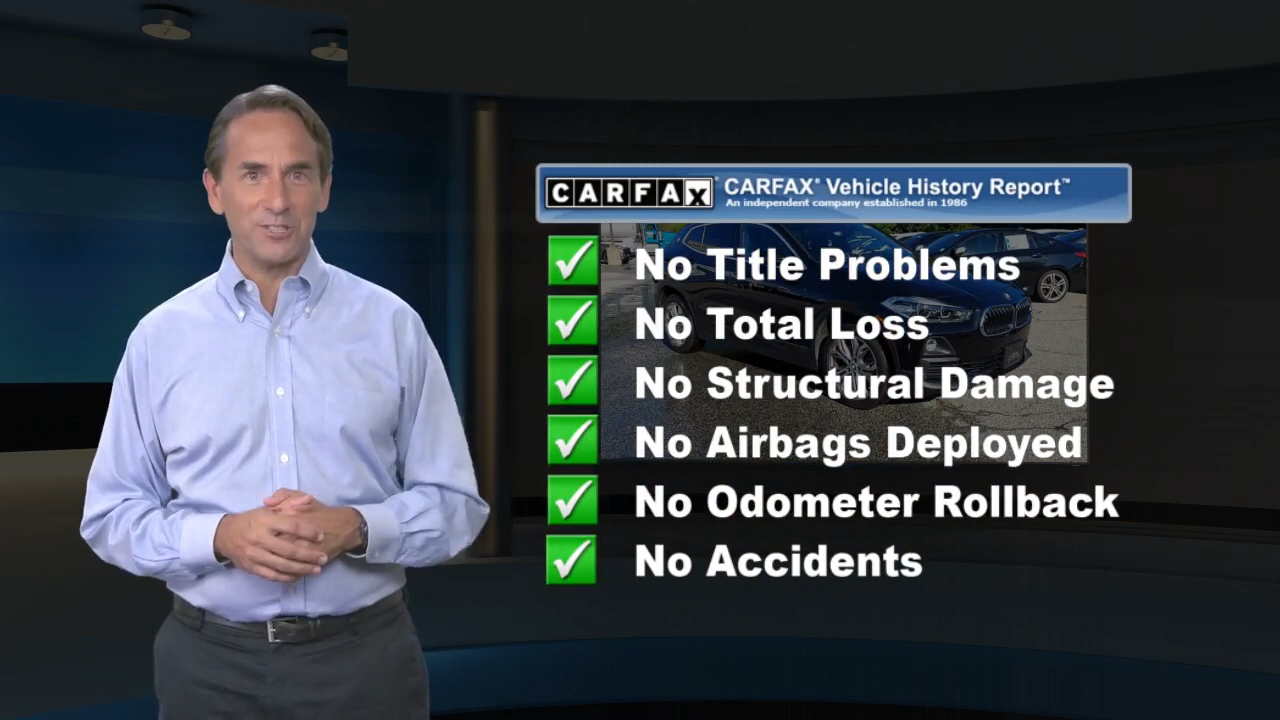 CARFAX CARFAX® Vehicle History Report™
An independent company established in 1986
No Title Problems
No Total Loss
No Structural Damage
No Airbags Deployed
No Odometer Rollback
No Accidents